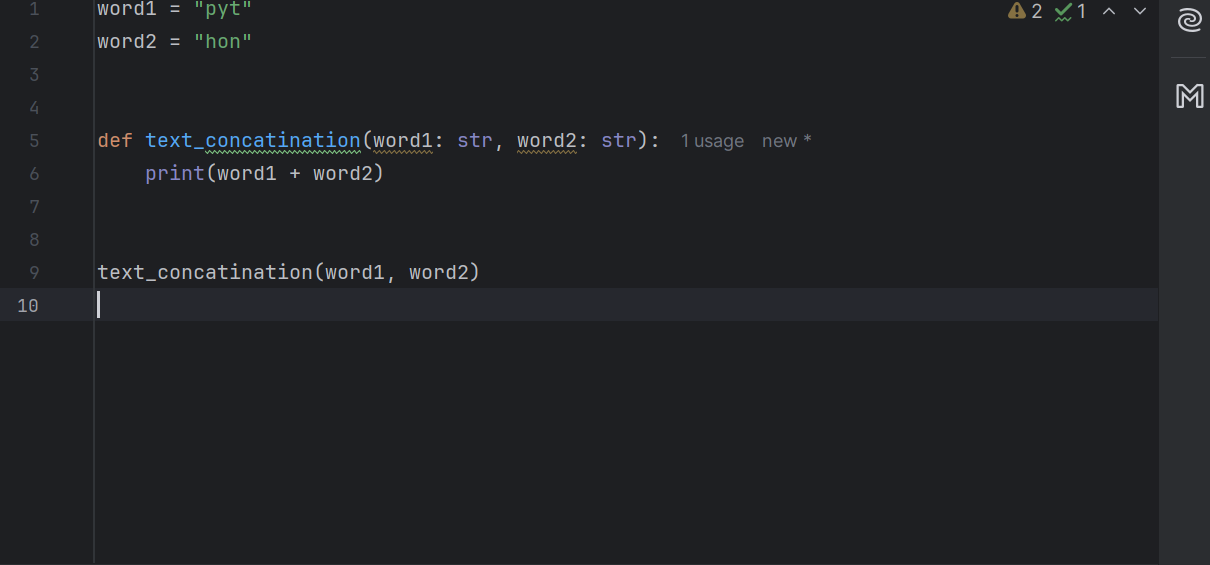 1 word1 = "pyt" 2 1
2 word2 = "hon"
3
4
5 def text_concatination(word1: str, word2: str): 1 usage new *
6 print(word1 + word2)
7
8
9 text_concatination(word1, word2)
10